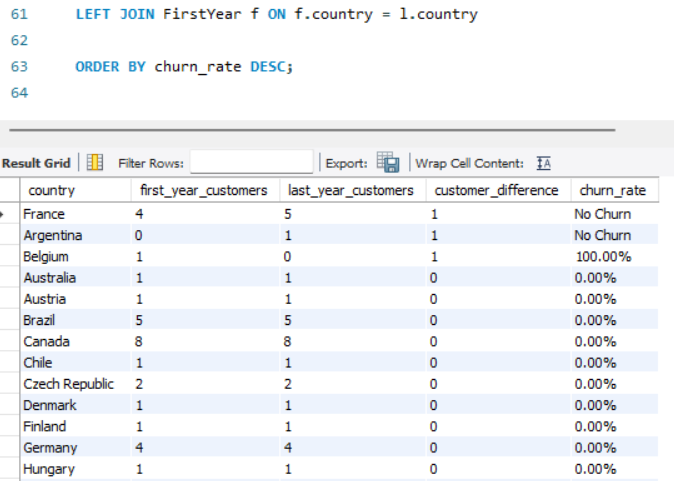 61 LEFT JOIN FirstYear f ON f.country = l.country
62
63 ORDER BY churn_rate DESC;
64
Result Grid Filter Rows: Export: Wrap Cell Content: IA
country first_year_customers last_year_customers customer_difference churn_rate
France 4 5 1 No Churn
Argentina 0 1 1 No Churn
Belgium 1 0 1 100.00%
Australia 1 1 0 0.00%
Austria 1 1 0 0.00%
Brazil 5 5 0 0.00%
Canada 8 8 0 0.00%
Chile 1 1 0 0.00%
Czech Republic 2 2 0 0.00%
Denmark 1 1 0 0.00%
Finland 1 1 0 0.00%
Germany 4 4 0 0.00%
Hungary 1 1 0 0.00%